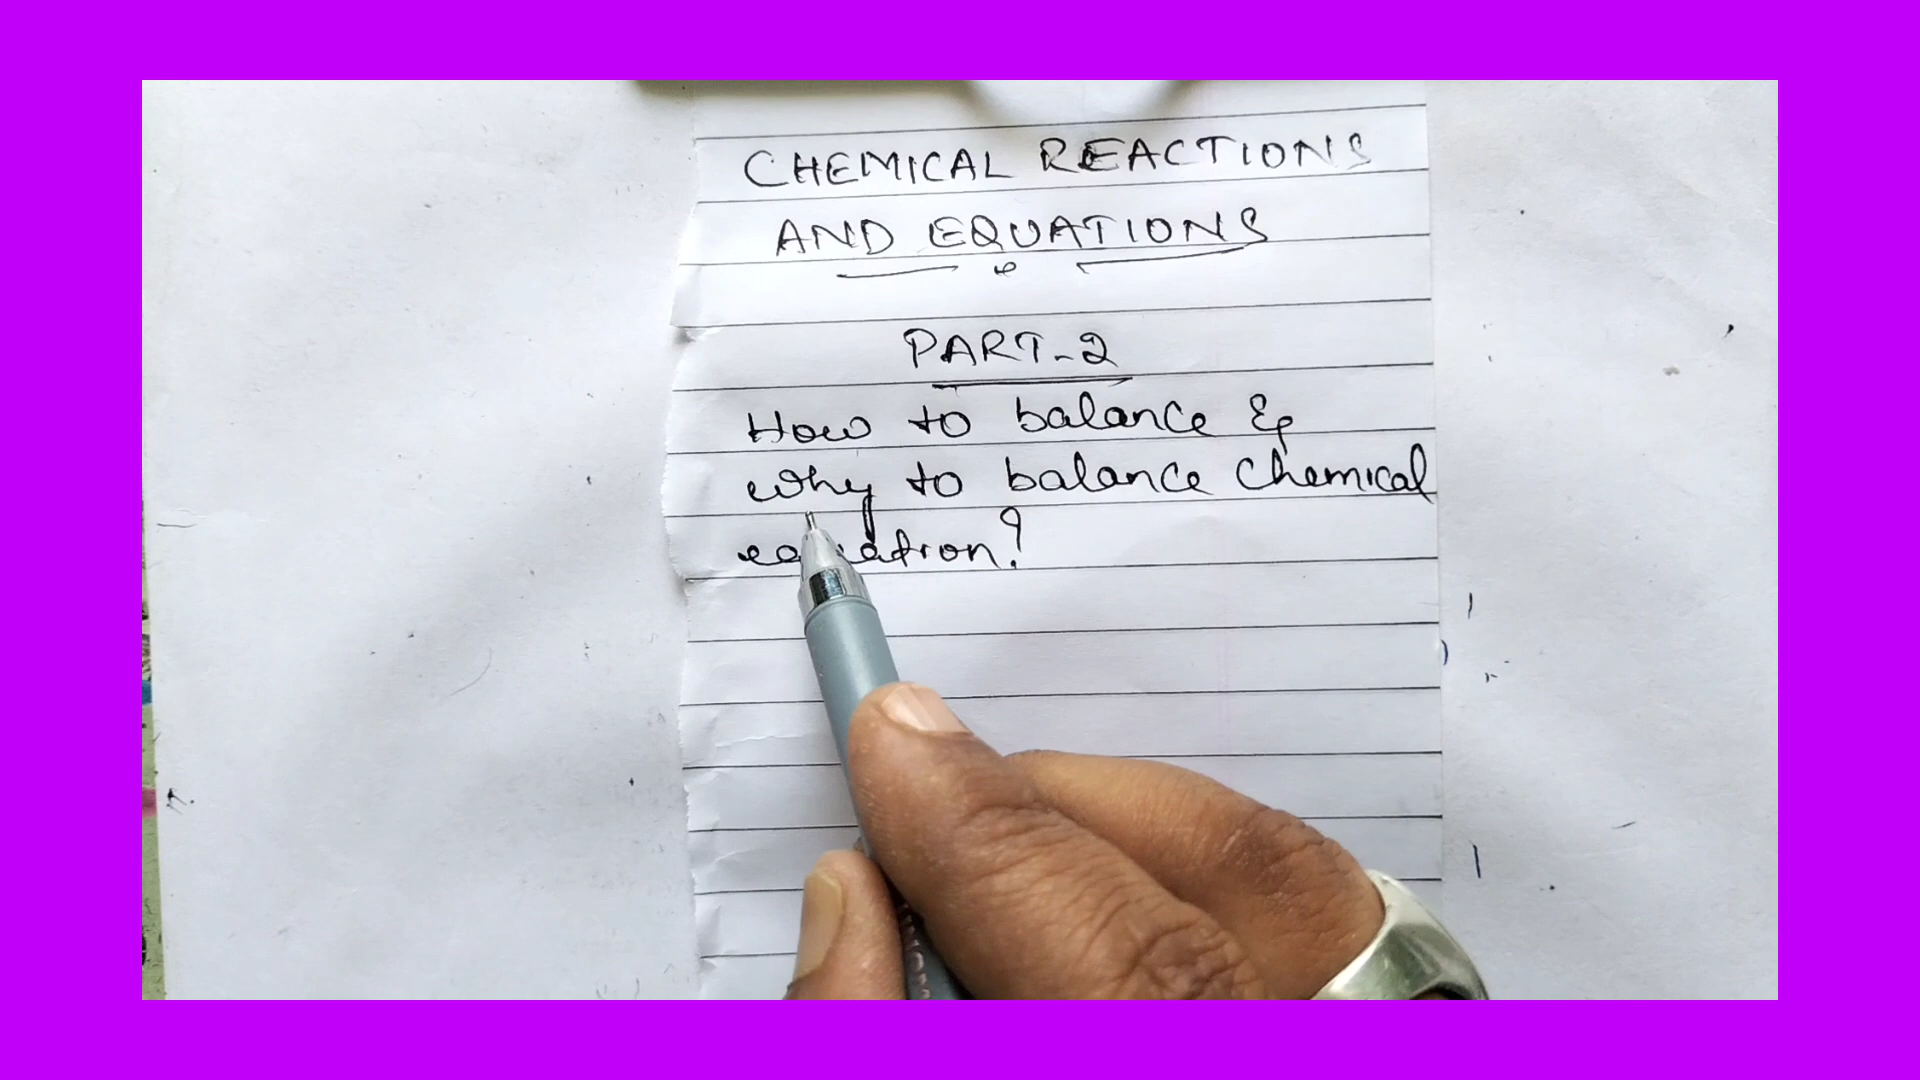 CHEMICAL REACTIONS
AND EQUATIONS
PART-2
How to balance &
why to balance chemical
equation?